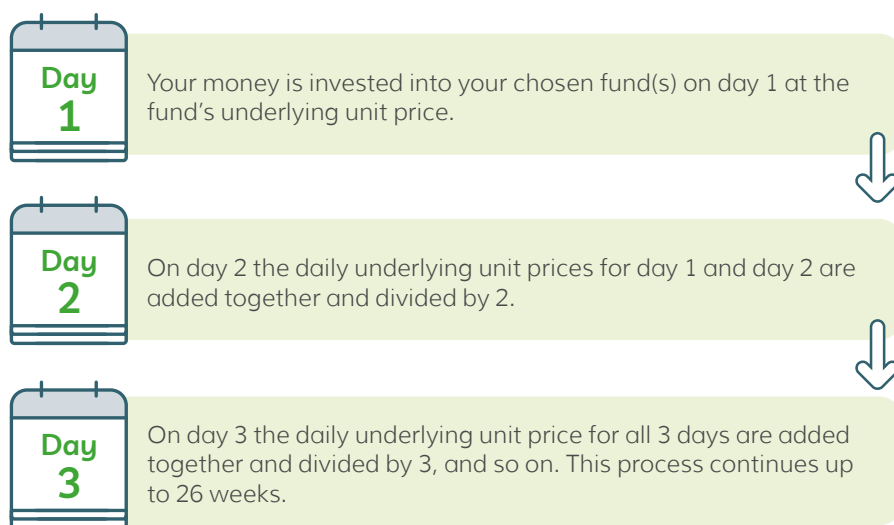 Day
1
Your money is invested into your chosen fund(s) on day 1 at the
fund's underlying unit price.
Day
2
On day 2 the daily underlying unit prices for day 1 and day 2 are
added together and divided by 2.
Day
3
On day 3 the daily underlying unit price for all 3 days are added
together and divided by 3, and so on. This process continues up
to 26 weeks.